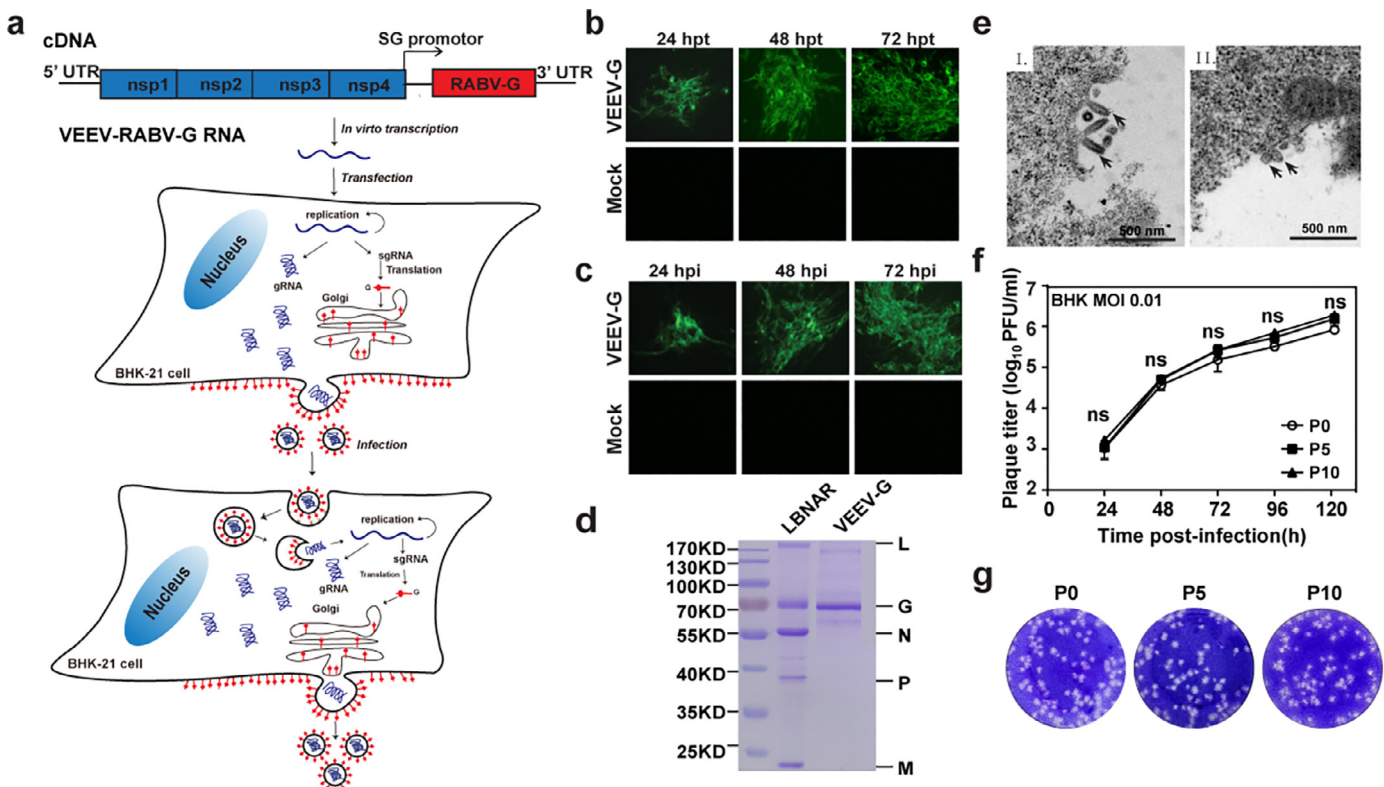 a
cDNA
SG promotor
5' UTR
nsp1
nsp2
nsp3
nsp4
RABV-G
3' UTR
VEEV-RABV-G RNA
In virto transcription
Transfection
replication
Nucleus
gRNA
sgRNA
Translation
G
Golgi
BHK-21 cell
Infection
replication
Nucleus
sgRNA
gRNA
Translation
G
Golgi
BHK-21 cell
b
24 hpt 48 hpt 72 hpt
VEEV-G
Mock
c
24 hpi 48 hpi 72 hpi
VEEV-G
Mock
d
LBNAR VEEV-G
170KD
130KD
100KD
70KD
55KD
40KD
35KD
25KD
L
G
N
P
M
e
I.
500 nm
II.
500 nm
f
BHK MOI 0.01
Plaque titer (log10 PFU/ml)
7
6
5
4
3
2
ns ns ns ns ns
P0
P5
P10
0 24 48 72 96 120
Time post-infection(h)
g
P0 P5 P10